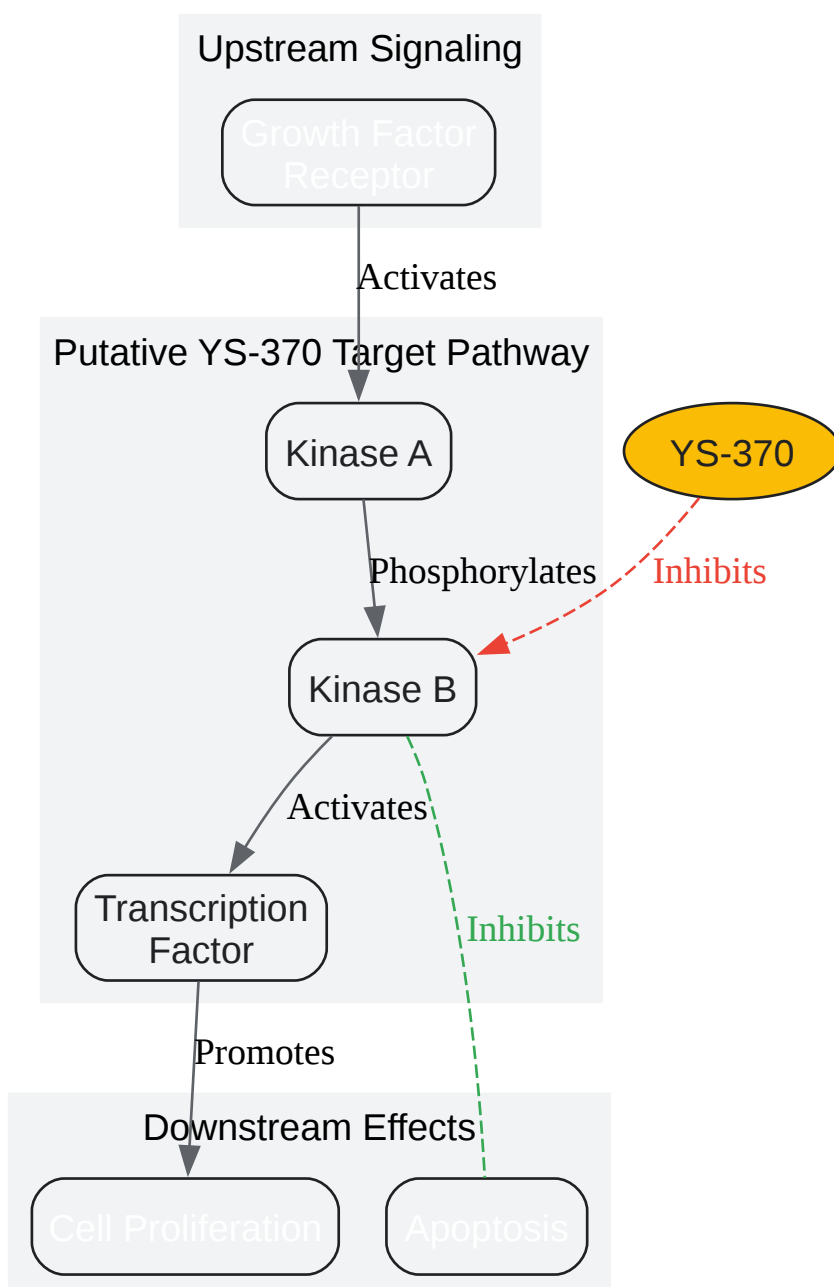 Upstream Signaling
Growth Factor
Receptor
Activates
Putative YS-370 Target Pathway
Kinase A
YS-370
Phosphorylates
Inhibits
Kinase B
Activates
Transcription
Factor
Inhibits
Promotes
Downstream Effects
Cell Proliferation
Apoptosis